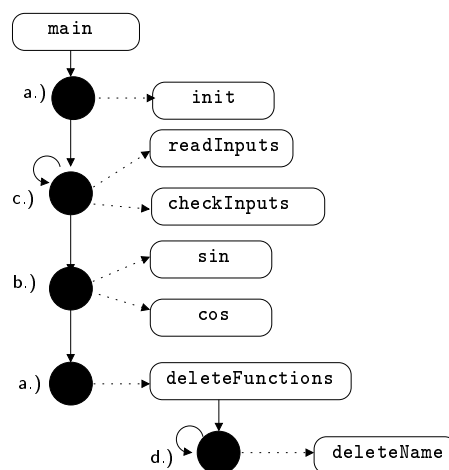 main
a.)
init
readInputs
c.)
checkInputs
sin
b.)
cos
a.)
deleteFunctions
d.)
deleteName